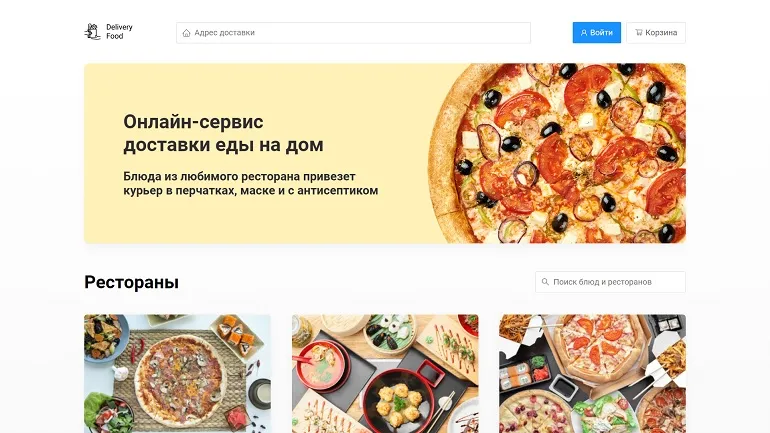 Delivery
Food
Адрес доставки
Войти
Корзина
Онлайн-сервис
доставки еды на дом
Блюда из любимого ресторана привезет
курьер в перчатках, маске и с антисептиком
Рестораны
Поиск блюд и ресторанов